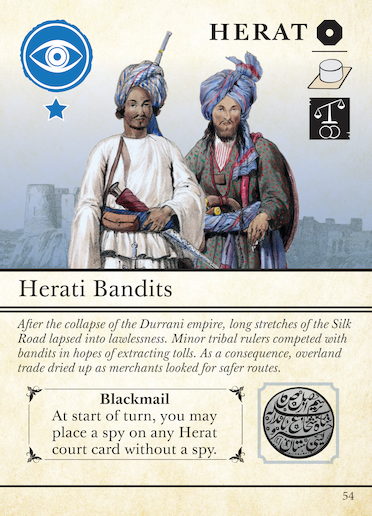 HERAT
Herati Bandits
After the collapse of the Durrani empire, long stretches of the Silk
Road lapsed into lawlessness. Minor tribal rulers competed with
bandits in hopes of extracting tolls. As a consequence, overland
trade dried up as merchants looked for safer routes.
Blackmail
At start of turn, you may
place a spy on any Herat
court card without a spy.
54